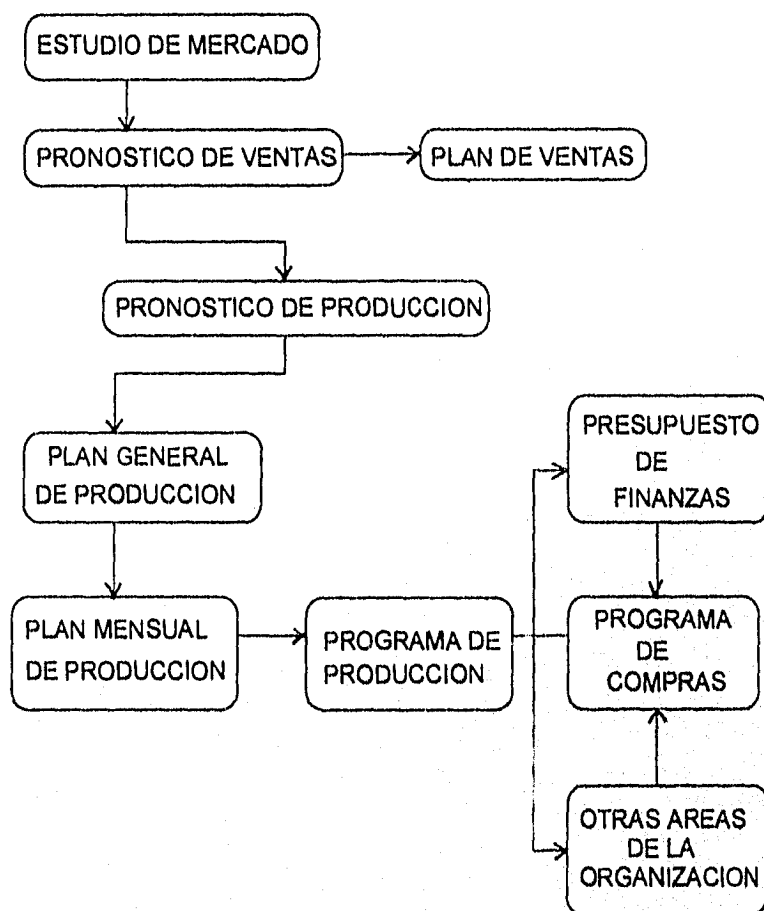 ESTUDIO DE MERCADO
PRONOSTICO DE VENTAS
PLAN DE VENTAS
PRONOSTICO DE PRODUCCION
PLAN GENERAL
DE PRODUCCION
PRESUPUESTO
DE
FINANZAS
PLAN MENSUAL
DE PRODUCCION
PROGRAMA DE
PRODUCCION
PROGRAMA
DE
COMPRAS
OTRAS AREAS
DE LA
ORGANIZACION